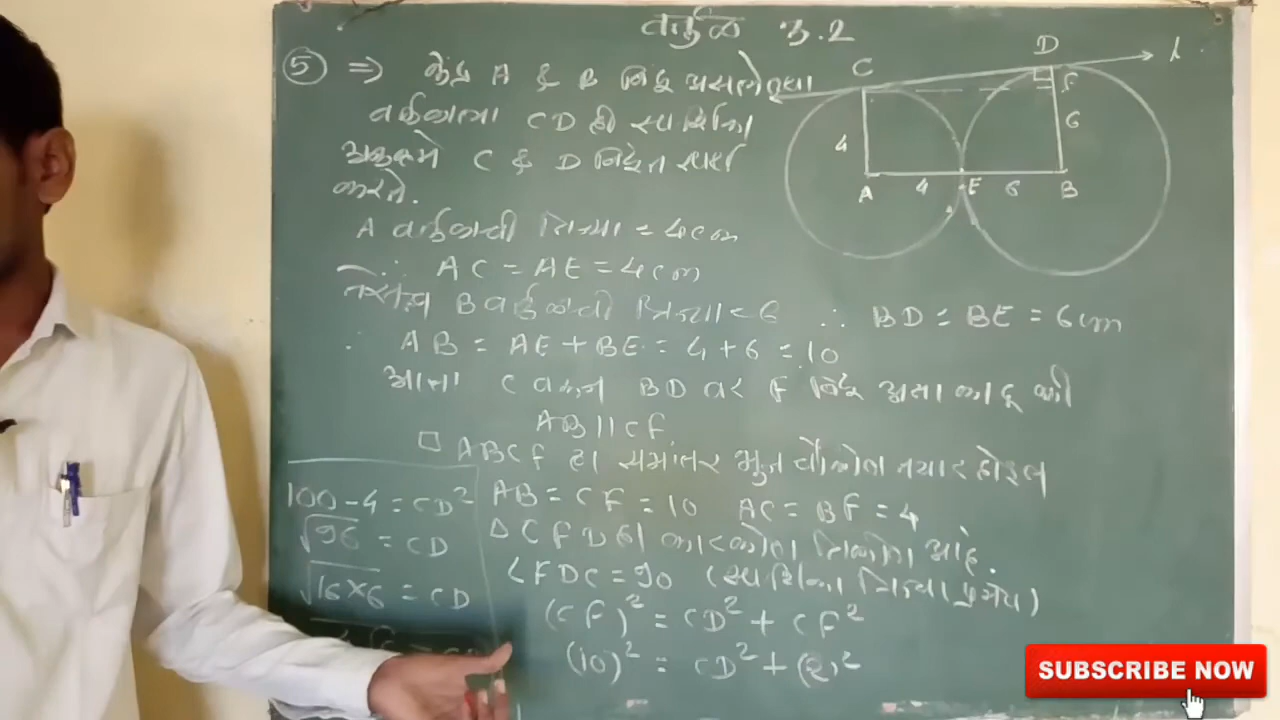 वर्तुळ 3.2
5 ⇒ केंद्र A & B बिंदू असलेल्या
वर्तुळाला CD ही स्पर्शिका
अनुक्रमे C & D बिंदूत स्पर्श
करते.
A वर्तुळाची त्रिज्या = 4cm
∴ AC = AE = 4cm
तसेच B वर्तुळाची त्रिज्या = 6 ∴ BD = BE = 6cm
∴ AB = AE + BE = 4 + 6 = 10
आता C वरून BD वर F बिंदू असा काढू की
AB || CF
□ ABCF हा समांतर भुज चौकोन तयार होईल
AB = CF = 10 AC = BF = 4
△ CFD हा काटकोन त्रिकोण आहे.
∠FDC = 90 (स्पर्शिका त्रिज्या प्रमेय)
(CF)² = CD² + CF²
(10)² = CD² + (2)²
100 - 4 = CD²
√96 = CD
√16×6 = CD
C
D
l
F
4
6
A
4
E
6
B
SUBSCRIBE NOW